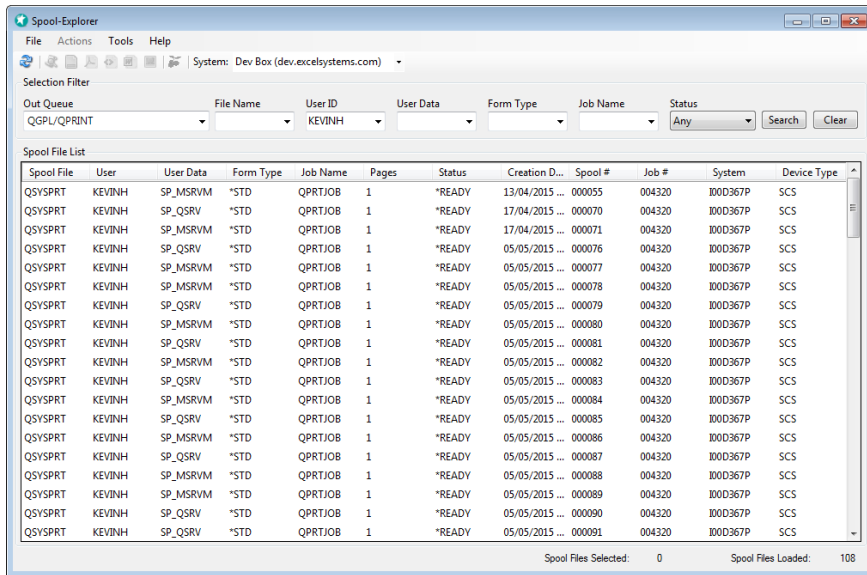 Spool-Explorer
File Actions Tools Help
System: Dev Box (dev.excelsystems.com)
Selection Filter
Out Queue File Name User ID User Data Form Type Job Name Status
QGPL/QPRINT KEVINH Any Search Clear
Spool File List
Spool File User User Data Form Type Job Name Pages Status Creation D... Spool # Job # System Device Type
QSYSPRT KEVINH SP_MSRVM *STD QPRTJOB 1 *READY 13/04/2015 ... 000055 004320 I00D367P SCS
QSYSPRT KEVINH SP_QSRV *STD QPRTJOB 1 *READY 17/04/2015 ... 000070 004320 I00D367P SCS
QSYSPRT KEVINH SP_MSRVM *STD QPRTJOB 1 *READY 17/04/2015 ... 000071 004320 I00D367P SCS
QSYSPRT KEVINH SP_QSRV *STD QPRTJOB 1 *READY 05/05/2015 ... 000076 004320 I00D367P SCS
QSYSPRT KEVINH SP_MSRVM *STD QPRTJOB 1 *READY 05/05/2015 ... 000077 004320 I00D367P SCS
QSYSPRT KEVINH SP_MSRVM *STD QPRTJOB 1 *READY 05/05/2015 ... 000078 004320 I00D367P SCS
QSYSPRT KEVINH SP_QSRV *STD QPRTJOB 1 *READY 05/05/2015 ... 000079 004320 I00D367P SCS
QSYSPRT KEVINH SP_MSRVM *STD QPRTJOB 1 *READY 05/05/2015 ... 000080 004320 I00D367P SCS
QSYSPRT KEVINH SP_QSRV *STD QPRTJOB 1 *READY 05/05/2015 ... 000081 004320 I00D367P SCS
QSYSPRT KEVINH SP_MSRVM *STD QPRTJOB 1 *READY 05/05/2015 ... 000082 004320 I00D367P SCS
QSYSPRT KEVINH SP_QSRV *STD QPRTJOB 1 *READY 05/05/2015 ... 000083 004320 I00D367P SCS
QSYSPRT KEVINH SP_MSRVM *STD QPRTJOB 1 *READY 05/05/2015 ... 000084 004320 I00D367P SCS
QSYSPRT KEVINH SP_QSRV *STD QPRTJOB 1 *READY 05/05/2015 ... 000085 004320 I00D367P SCS
QSYSPRT KEVINH SP_MSRVM *STD QPRTJOB 1 *READY 05/05/2015 ... 000086 004320 I00D367P SCS
QSYSPRT KEVINH SP_QSRV *STD QPRTJOB 1 *READY 05/05/2015 ... 000087 004320 I00D367P SCS
QSYSPRT KEVINH SP_MSRVM *STD QPRTJOB 1 *READY 05/05/2015 ... 000088 004320 I00D367P SCS
QSYSPRT KEVINH SP_MSRVM *STD QPRTJOB 1 *READY 05/05/2015 ... 000089 004320 I00D367P SCS
QSYSPRT KEVINH SP_QSRV *STD QPRTJOB 1 *READY 05/05/2015 ... 000090 004320 I00D367P SCS
QSYSPRT KEVINH SP_QSRV *STD QPRTJOB 1 *READY 05/05/2015 ... 000091 004320 I00D367P SCS
Spool Files Selected: 0 Spool Files Loaded: 108